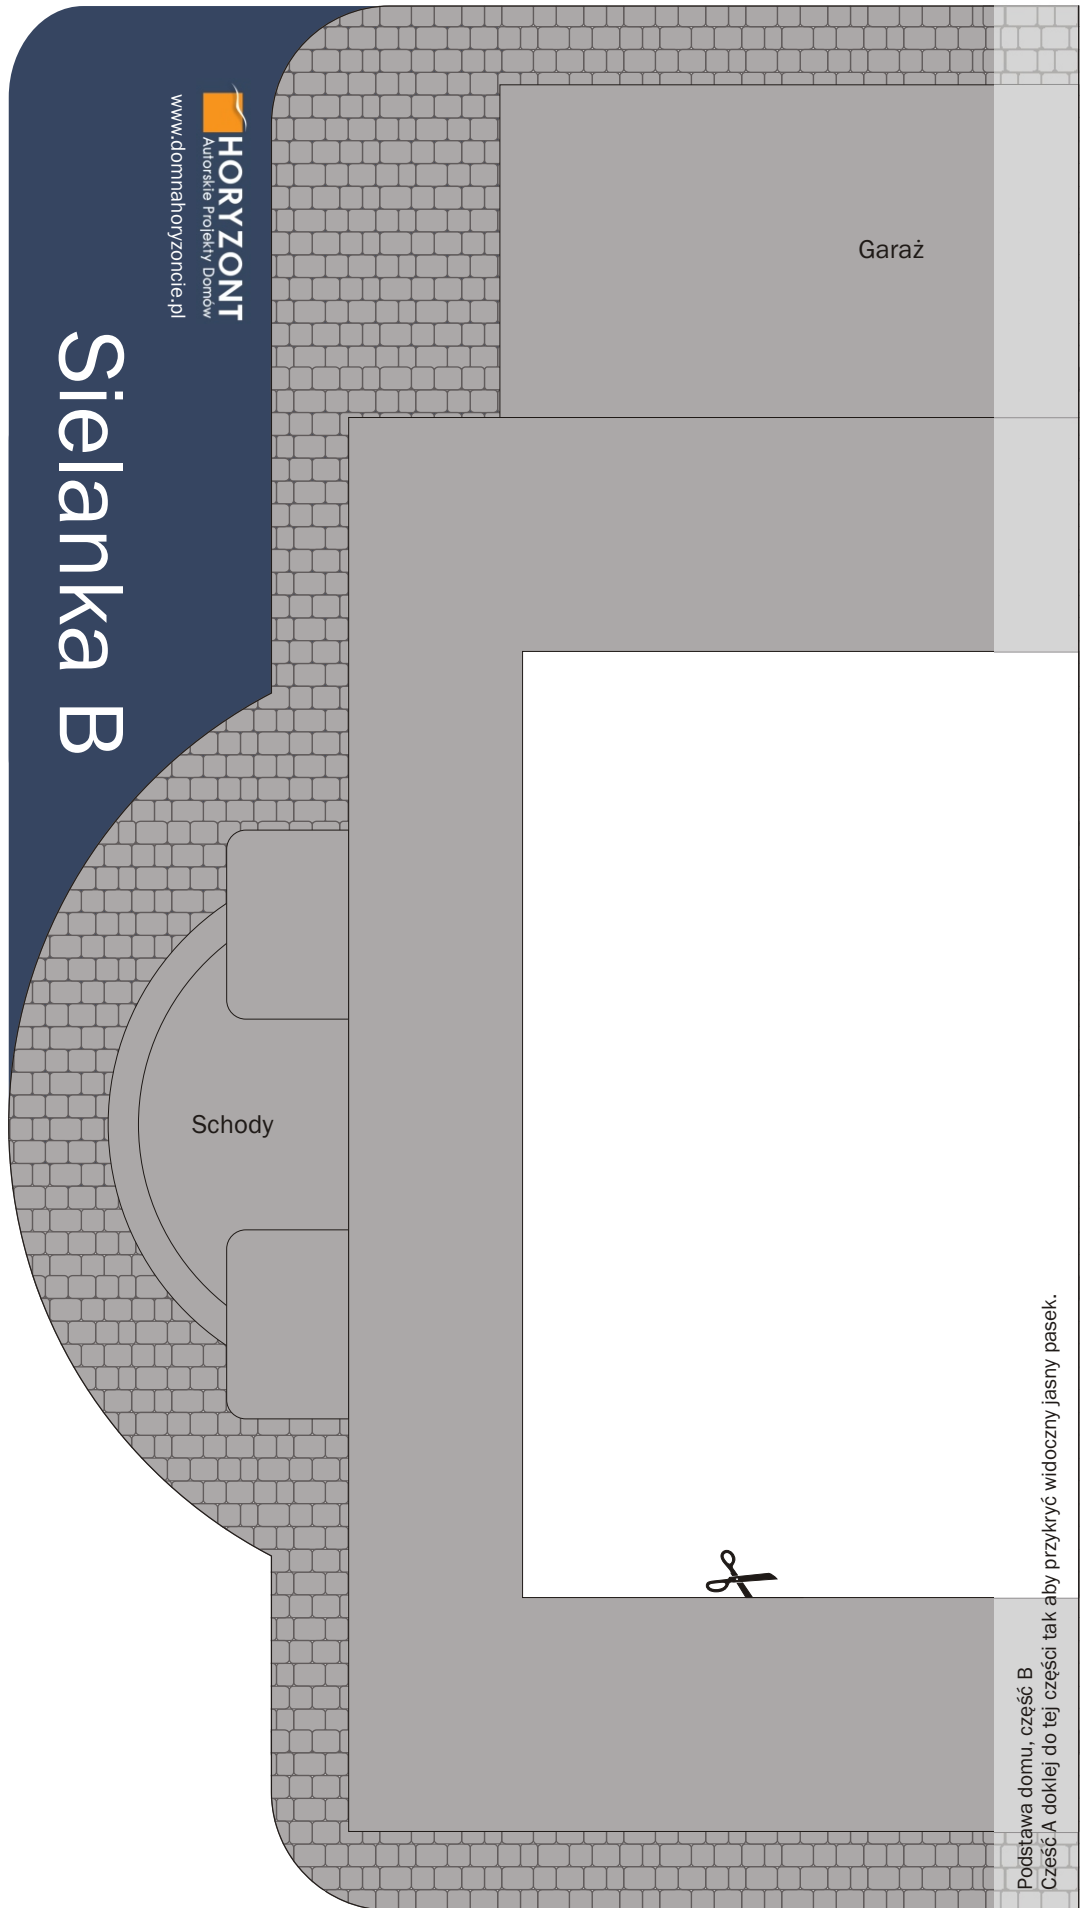 HORYZONT
Autorskie Projekty Domów
www.domnahoryzoncie.pl
Sielanka B
Garaż
Schody
Podstawa domu, część B
Cześć A doklej do tej części tak aby przykryć widoczny jasny pasek.